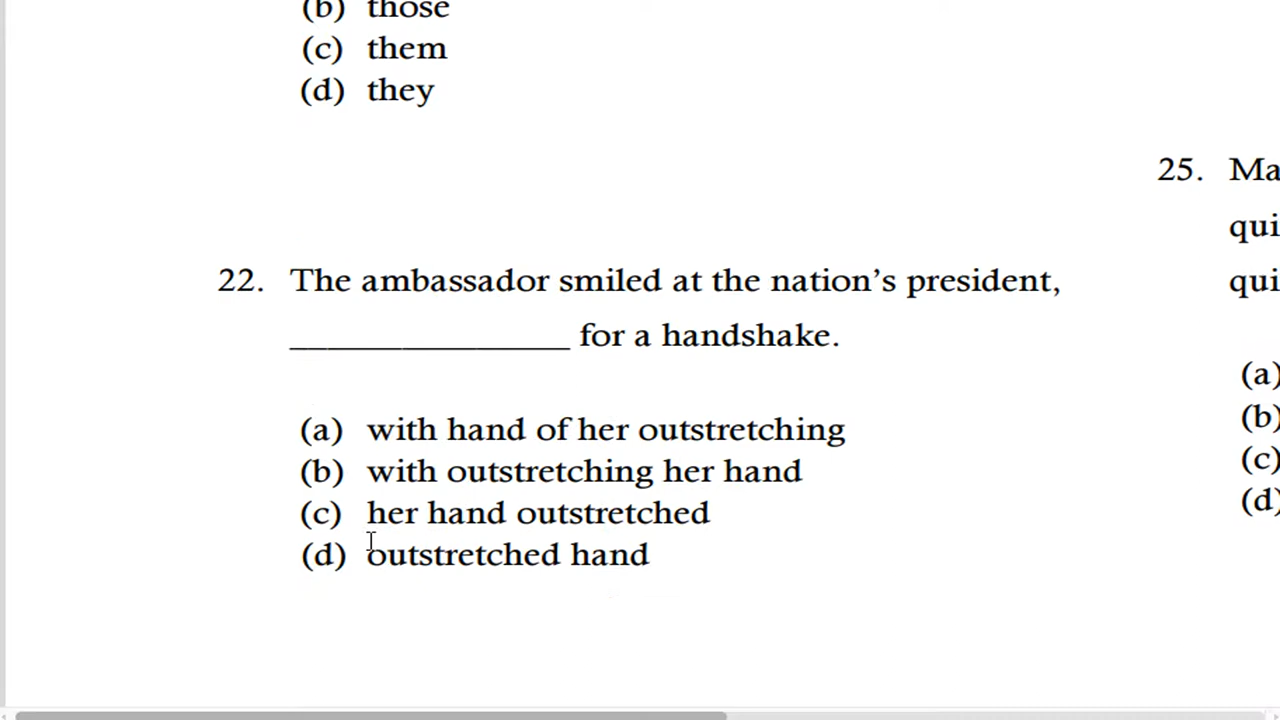 (b) those
(c) them
(d) they
22. The ambassador smiled at the nation's president,
_______________ for a handshake.
(a) with hand of her outstretching
(b) with outstretching her hand
(c) her hand outstretched
(d) outstretched hand
25. Ma
qui
qui
(a)
(b)
(c)
(d)